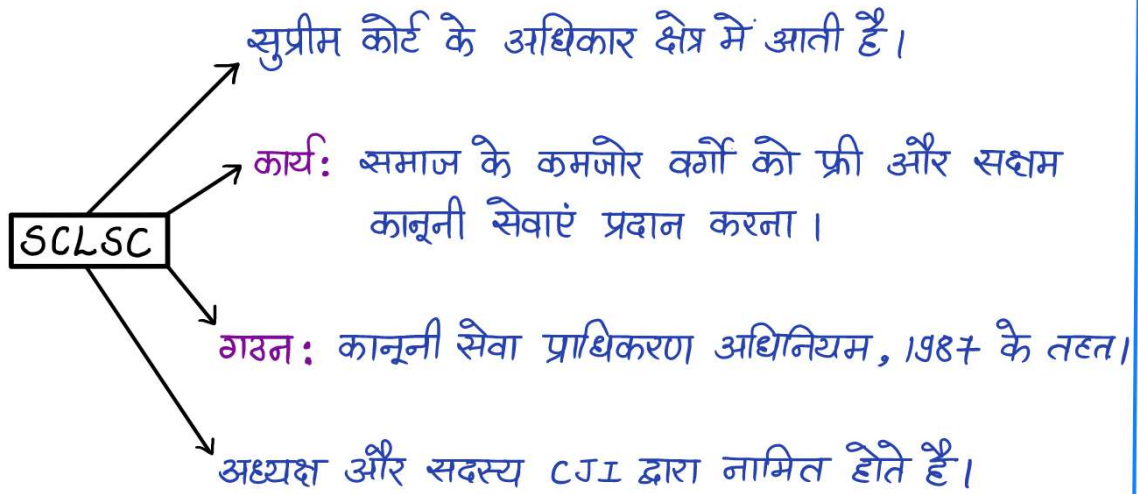 सुप्रीम कोर्ट के अधिकार क्षेत्र में आती है।
कार्य: समाज के कमजोर वर्गो को फ्री और सक्षम
कानूनी सेवाएं प्रदान करना।
SCLSC
गठन: कानूनी सेवा प्राधिकरण अधिनियम, 1987 के तहत।
अध्यक्ष और सदस्य CJI द्वारा नामित होते है।